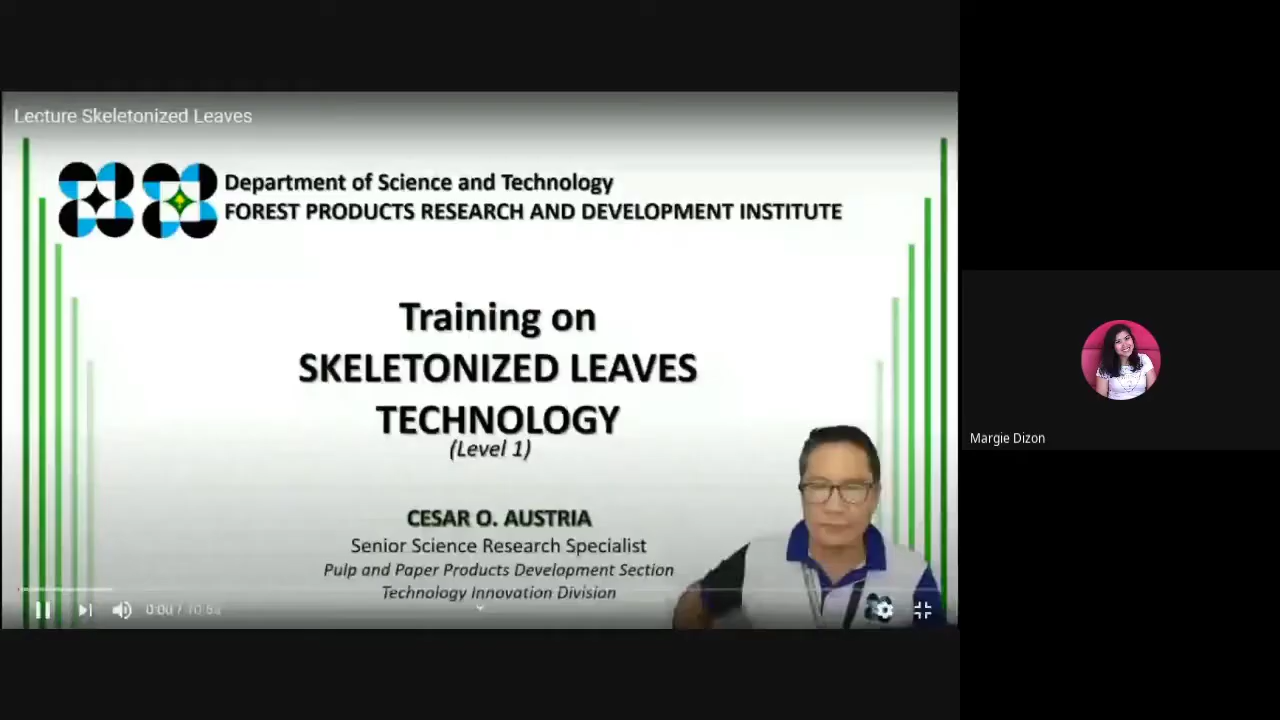 Lecture Skeletonized Leaves
Department of Science and Technology
FOREST PRODUCTS RESEARCH AND DEVELOPMENT INSTITUTE
Training on
SKELETONIZED LEAVES
TECHNOLOGY
(Level 1)
CESAR O. AUSTRIA
Senior Science Research Specialist
Pulp and Paper Products Development Section
Technology Innovation Division
0:00 /
Margie Dizon